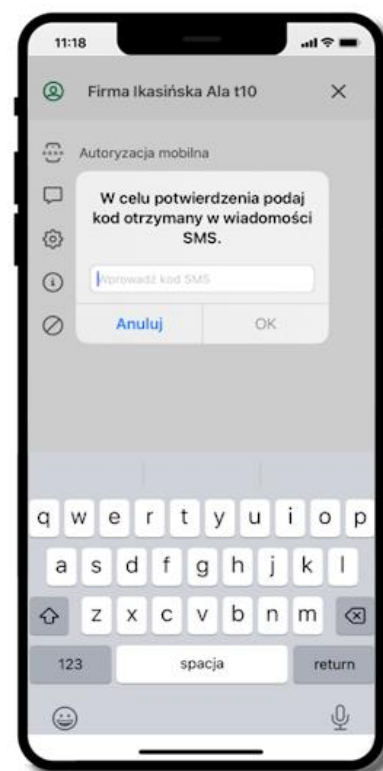 11:18
Firma Ikasińska Ala t10
Autoryzacja mobilna
W celu potwierdzenia podaj
kod otrzymany w wiadomości
SMS.
Wprowadź kod SMS
Anuluj OK
q w e r t y u i o p
a s d f g h j k l
z x c v b n m
123 spacja return